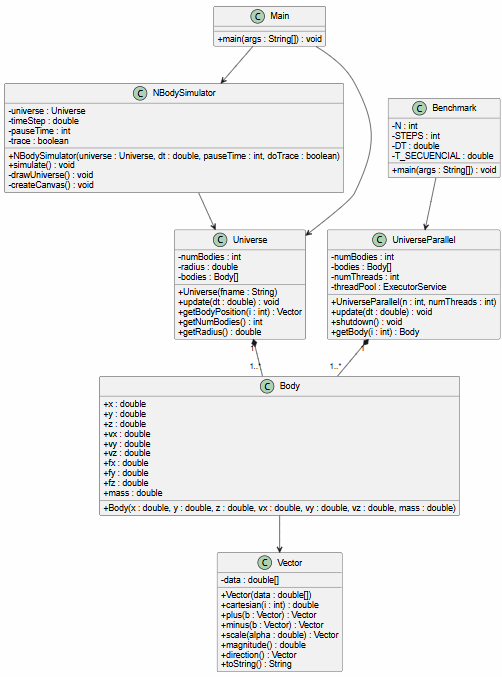 C Main
+main(args : String[]) : void
C NBodySimulator
-universe : Universe
-timeStep : double
-pauseTime : int
-trace : boolean
+NBodySimulator(universe : Universe, dt : double, pauseTime : int, doTrace : boolean)
+simulate() : void
-drawUniverse() : void
-createCanvas() : void
C Benchmark
-N : int
-STEPS : int
-DT : double
-T_SECUENCIAL : double
+main(args : String[]) : void
C Universe
-numBodies : int
-radius : double
-bodies : Body[]
+Universe(fname : String)
+update(dt : double) : void
+getBodyPosition(i : int) : Vector
+getNumBodies() : int
+getRadius() : double
C UniverseParallel
-numBodies : int
-bodies : Body[]
-numThreads : int
-threadPool : ExecutorService
+UniverseParallel(n : int, numThreads : int)
+update(dt : double) : void
+shutdown() : void
+getBody(i : int) : Body
1
1
1..*
1..*
C Body
+x : double
+y : double
+z : double
+vx : double
+vy : double
+vz : double
+fx : double
+fy : double
+fz : double
+mass : double
+Body(x : double, y : double, z : double, vx : double, vy : double, vz : double, mass : double)
C Vector
-data : double[]
+Vector(data : double[])
+cartesian(i : int) : double
+plus(b : Vector) : Vector
+minus(b : Vector) : Vector
+scale(alpha : double) : Vector
+magnitude() : double
+direction() : Vector
+toString() : String